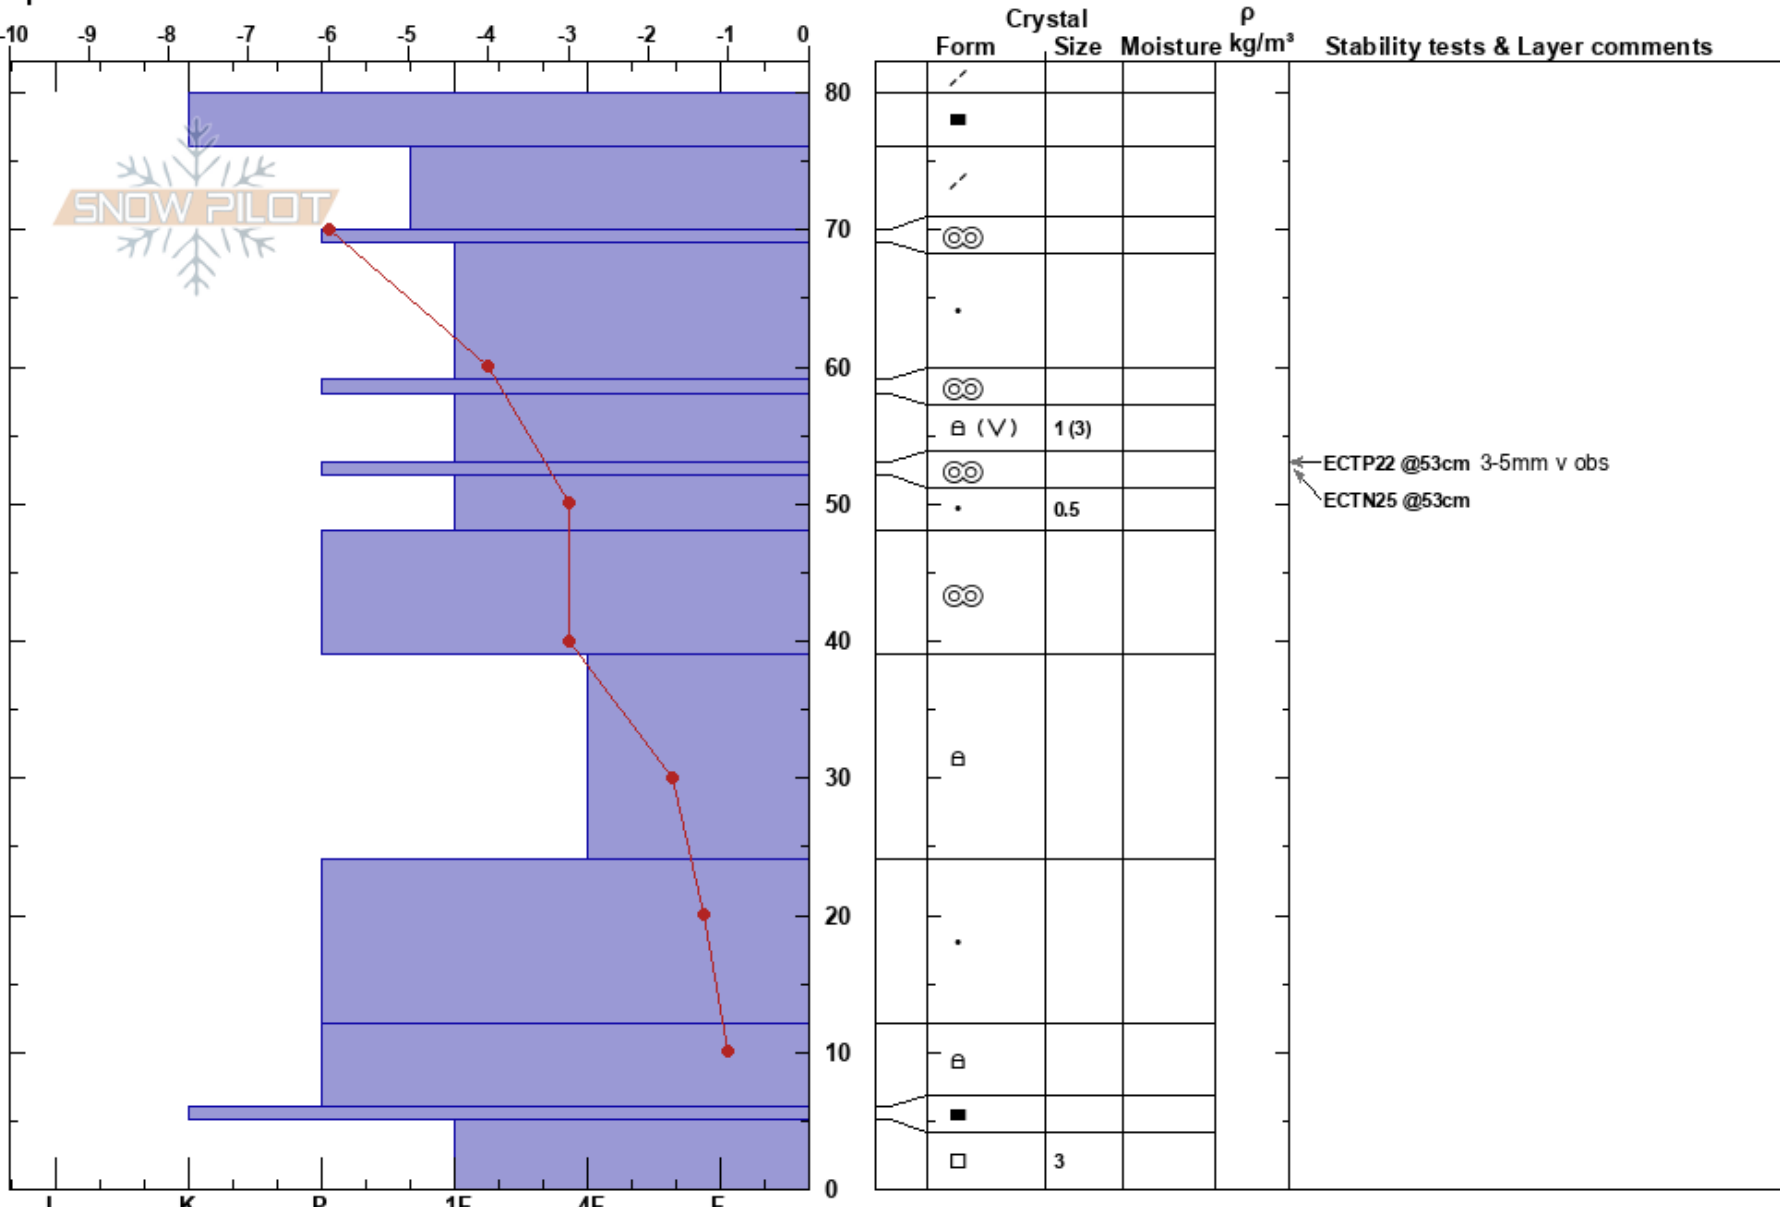 Crystal ρ
-10 -9 -8 -7 -6 -5 -4 -3 -2 -1 0
Form Size Moisture kg/m³ Stability tests & Layer comments
80
SNOW PILOT
70
60
1 (3)
ECTP22 @53cm 3-5mm v obs
ECTN25 @53cm
50
0.5
40
30
20
10
3
0
K P 1F 4F F